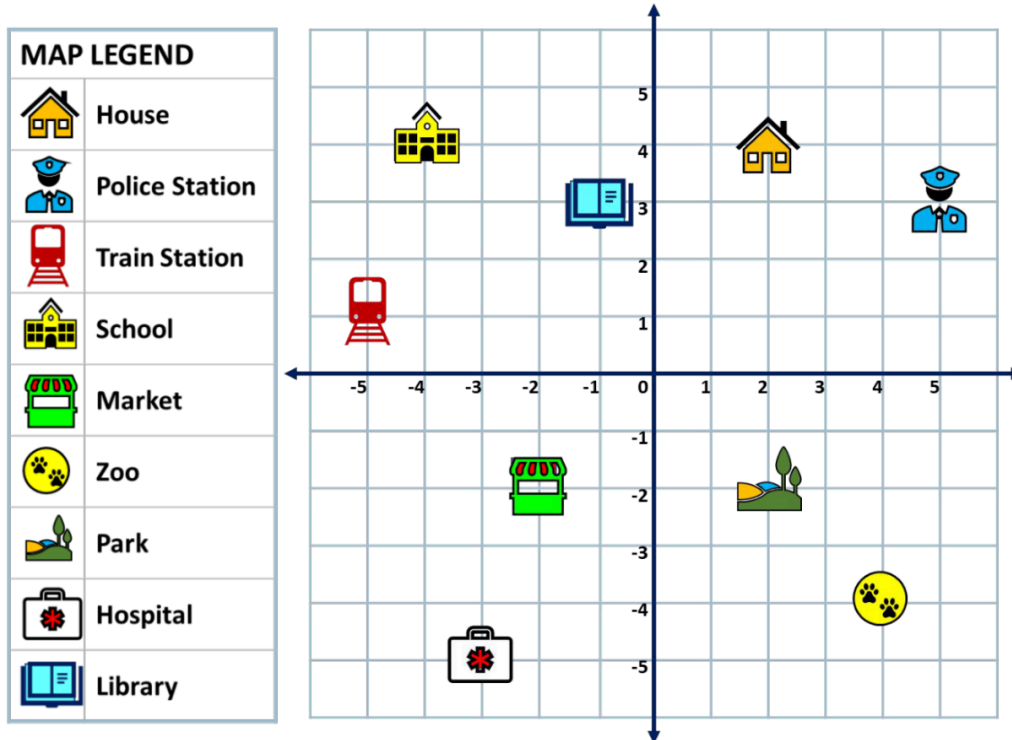 MAP LEGEND
House
Police Station
Train Station
School
Market
Zoo
Park
Hospital
Library
5
4
3
2
1
-5 -4 -3 -2 -1 0 1 2 3 4 5
-1
-2
-3
-4
-5